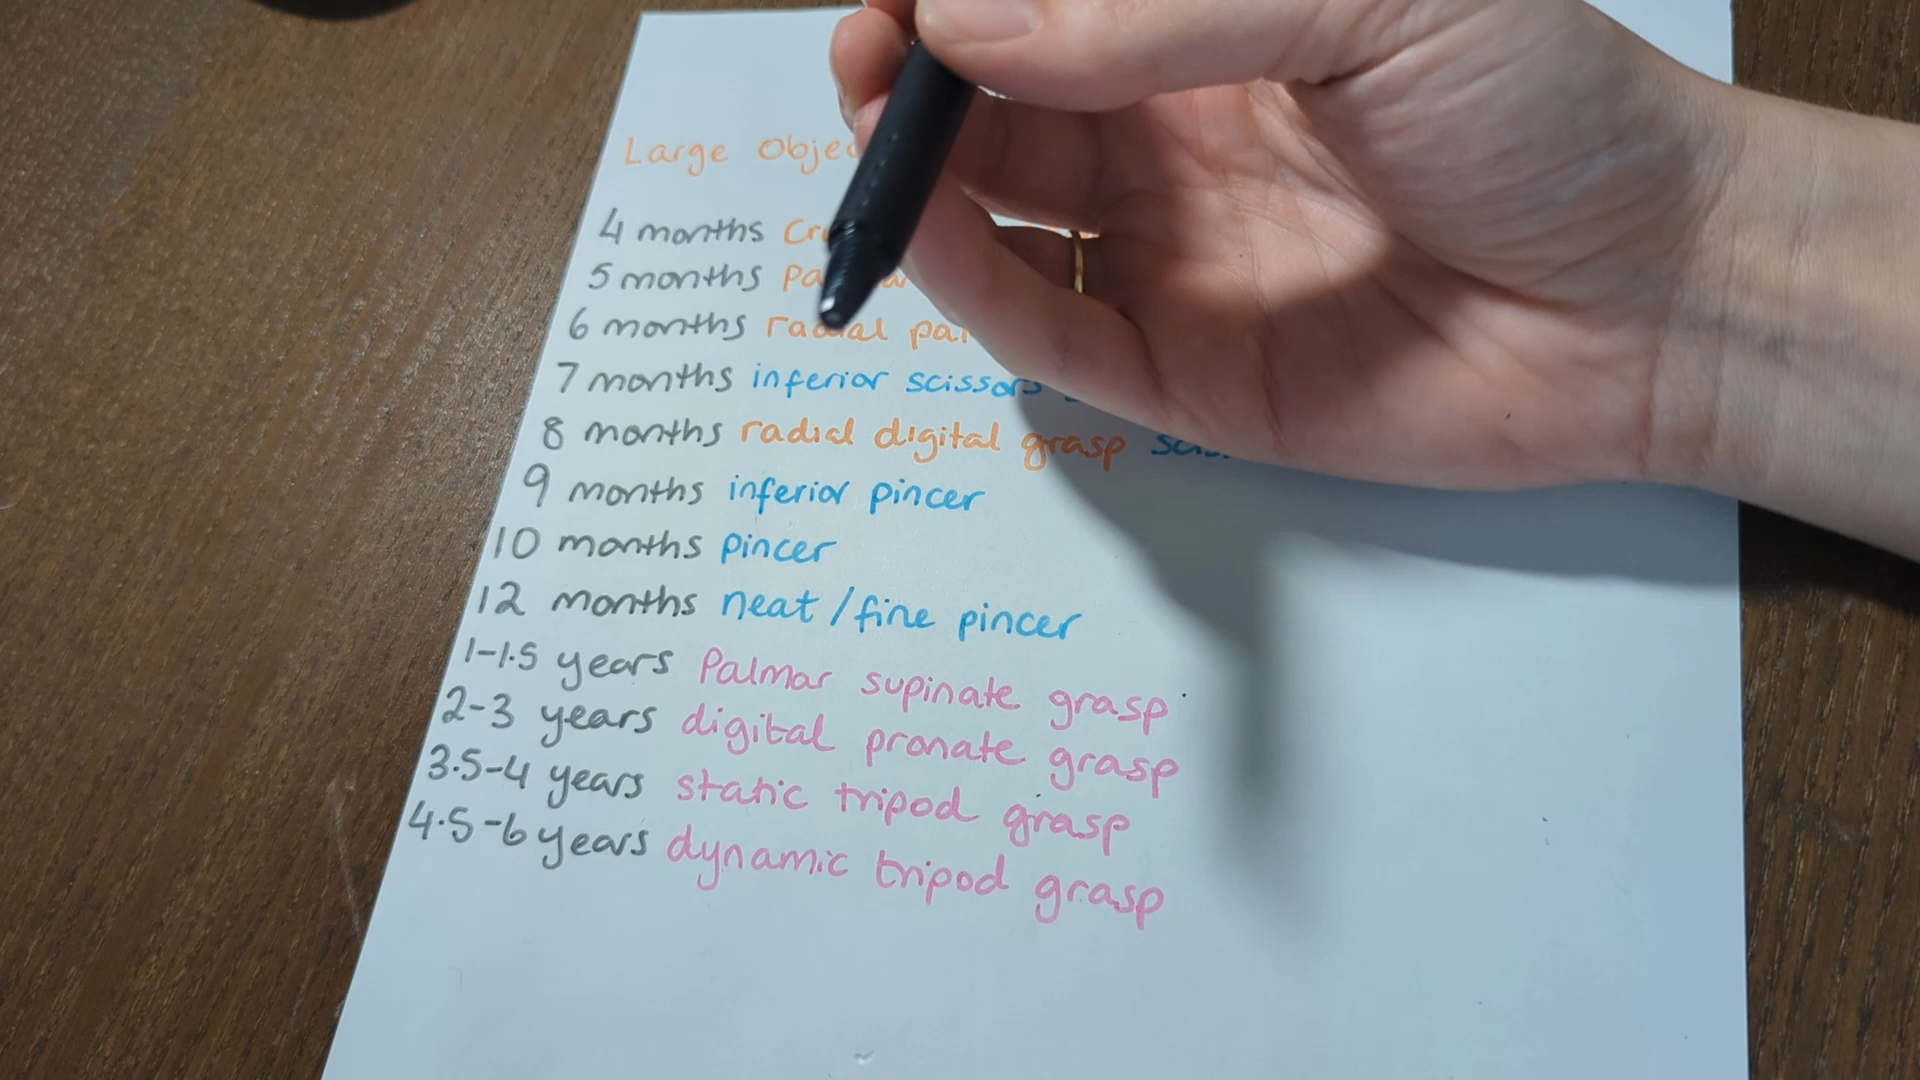 Large
4 months
5 months
6 months radial
7 months inferior scissors
8 months radial digital grasp
9 months inferior pincer
10 months pincer
12 months neat / fine pincer
1-1.5 years Palmar supinate grasp
2-3 years digital pronate grasp
3.5-4 years static tripod grasp
4.5-6 years dynamic tripod grasp